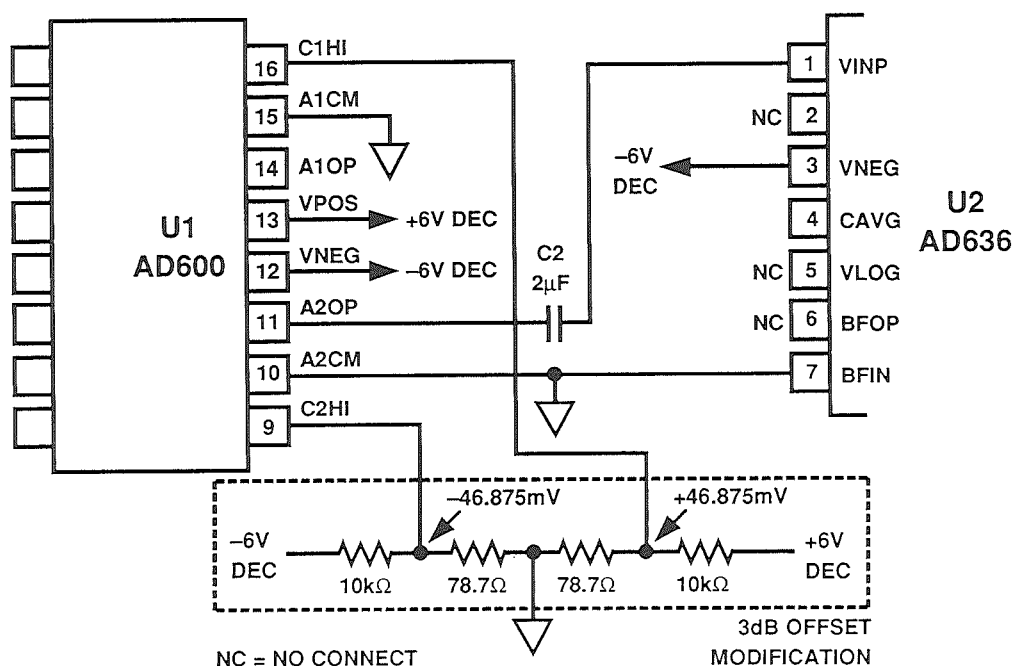 U1
AD600
16
C1HI
15
A1CM
14
A1OP
13
VPOS
+6V DEC
12
VNEG
–6V DEC
11
A2OP
10
A2CM
9
C2HI
C2
2µF
1
VINP
NC
2
–6V
DEC
3
VNEG
4
CAVG
NC
5
VLOG
NC
6
BFOP
7
BFIN
U2
AD636
–46.875mV
+46.875mV
–6V
DEC
10kΩ
78.7Ω
78.7Ω
10kΩ
+6V
DEC
NC = NO CONNECT
3dB OFFSET
MODIFICATION